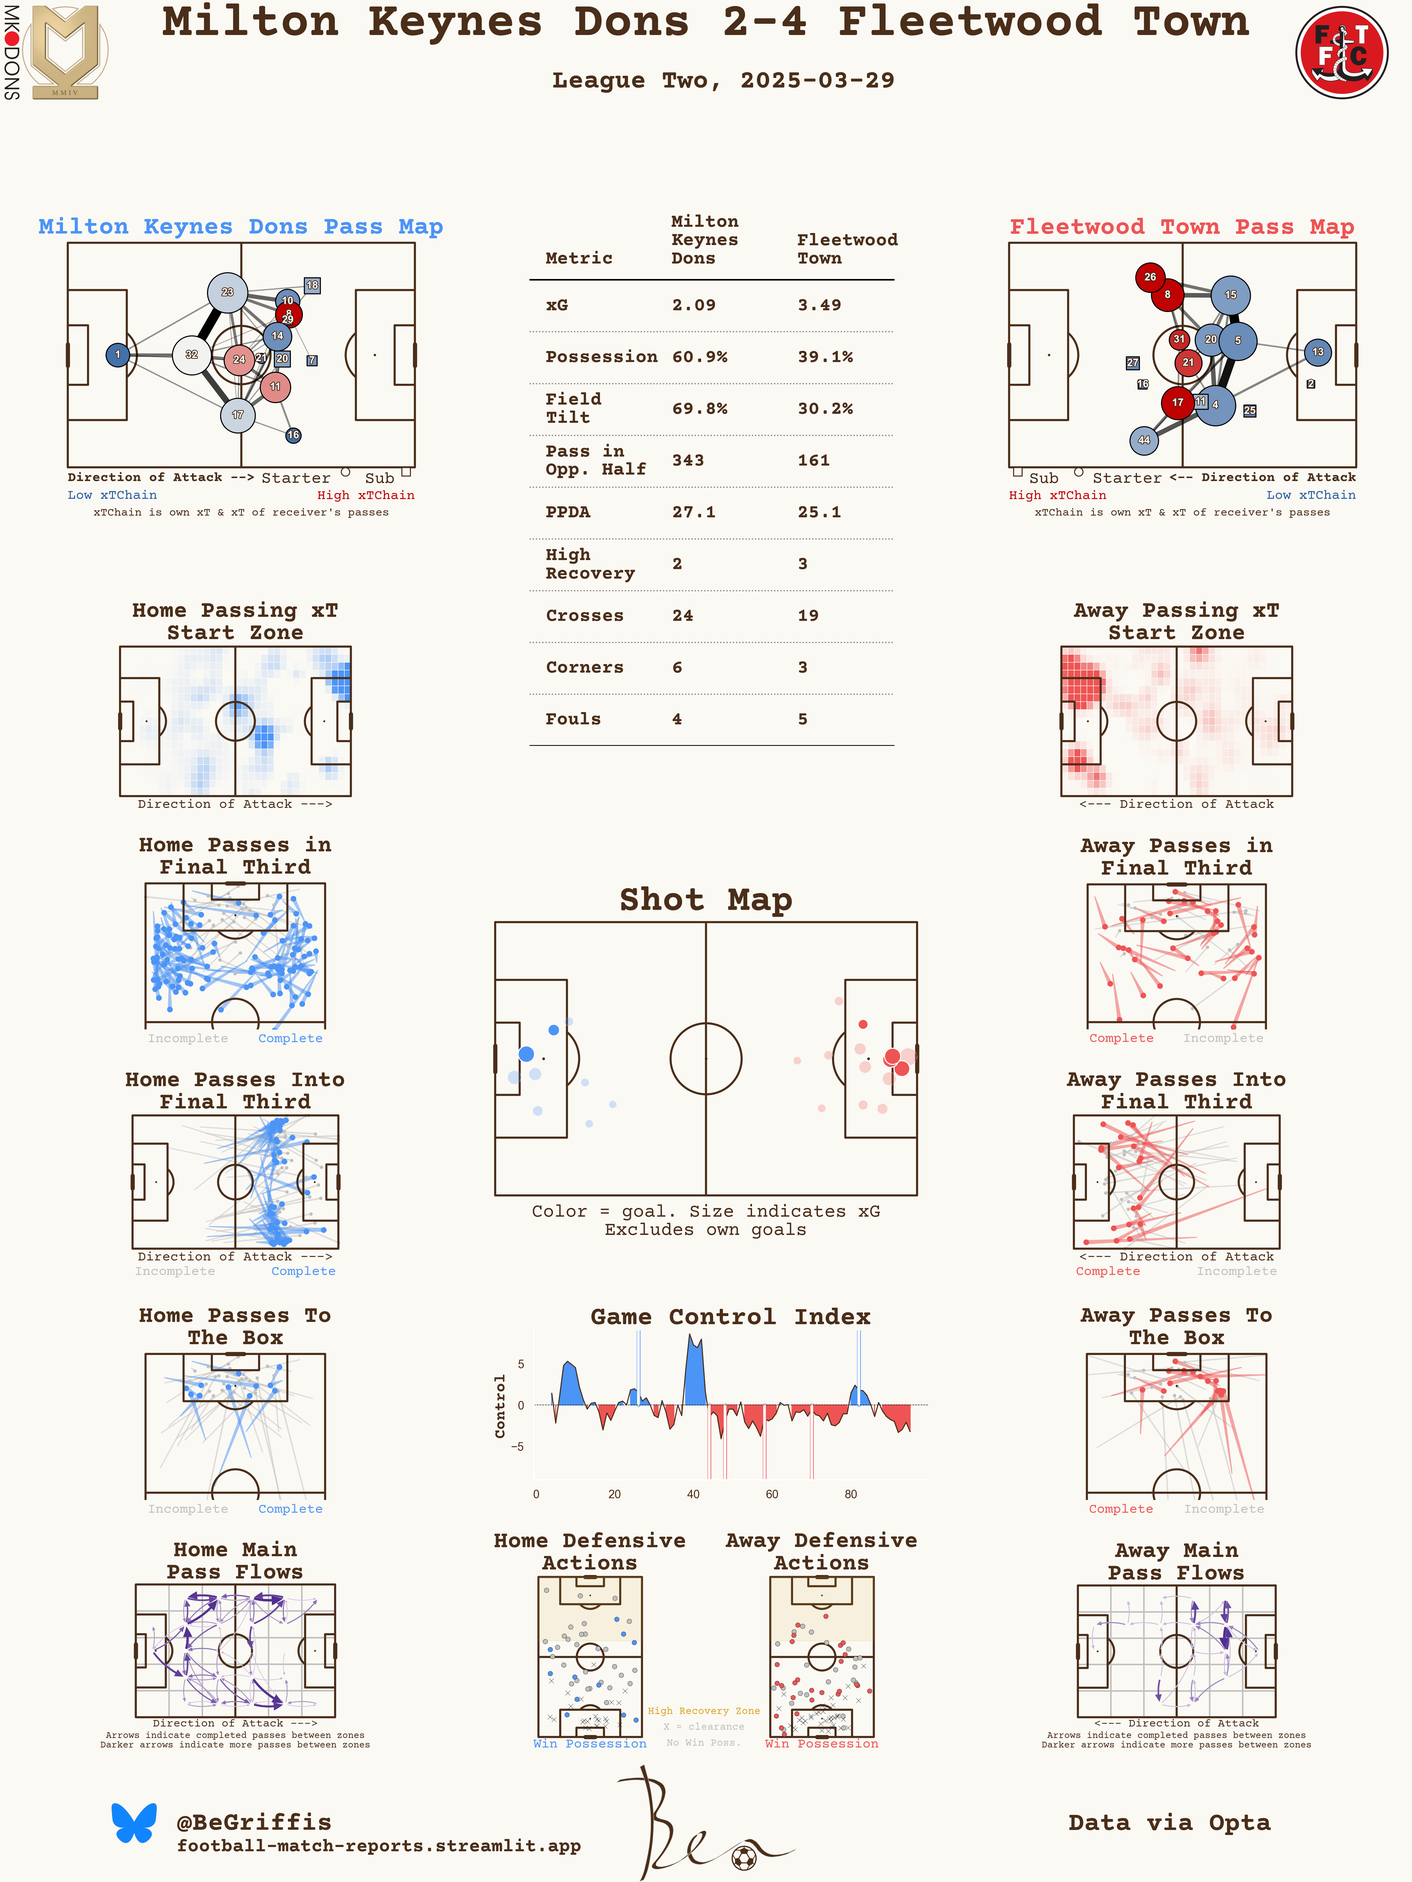 MK DONS
MMIV
Milton Keynes Dons 2-4 Fleetwood Town
League Two, 2025-03-29
F T
F C
Milton Keynes Dons Pass Map
23
18
10
8
29
14
1
32
24
21
20
7
11
17
16
Direction of Attack --> Starter Sub
Low xTChain High xTChain
xTChain is own xT & xT of receiver's passes
Metric Milton Keynes Dons Fleetwood Town
xG 2.09 3.49
Possession 60.9% 39.1%
Field Tilt 69.8% 30.2%
Pass in Opp. Half 343 161
PPDA 27.1 25.1
High Recovery 2 3
Crosses 24 19
Corners 6 3
Fouls 4 5
Fleetwood Town Pass Map
26
8
15
31
20
5
13
27
21
16
2
17
11
4
25
44
Sub Starter <-- Direction of Attack
High xTChain Low xTChain
xTChain is own xT & xT of receiver's passes
Home Passing xT
Start Zone
Direction of Attack --->
Away Passing xT
Start Zone
<--- Direction of Attack
Home Passes in
Final Third
Incomplete Complete
Away Passes in
Final Third
Complete Incomplete
Shot Map
Color = goal. Size indicates xG
Excludes own goals
Home Passes Into
Final Third
Direction of Attack --->
Incomplete Complete
Away Passes Into
Final Third
<--- Direction of Attack
Complete Incomplete
Home Passes To
The Box
Incomplete Complete
Game Control Index
Control
5
0
−5
0 20 40 60 80
Away Passes To
The Box
Complete Incomplete
Home Main
Pass Flows
Direction of Attack --->
Arrows indicate completed passes between zones
Darker arrows indicate more passes between zones
Home Defensive
Actions
Win Possession
High Recovery Zone
X = clearance
No Win Poss.
Away Defensive
Actions
Win Possession
Away Main
Pass Flows
<--- Direction of Attack
Arrows indicate completed passes between zones
Darker arrows indicate more passes between zones
@BeGriffis
football-match-reports.streamlit.app
Ben
Data via Opta